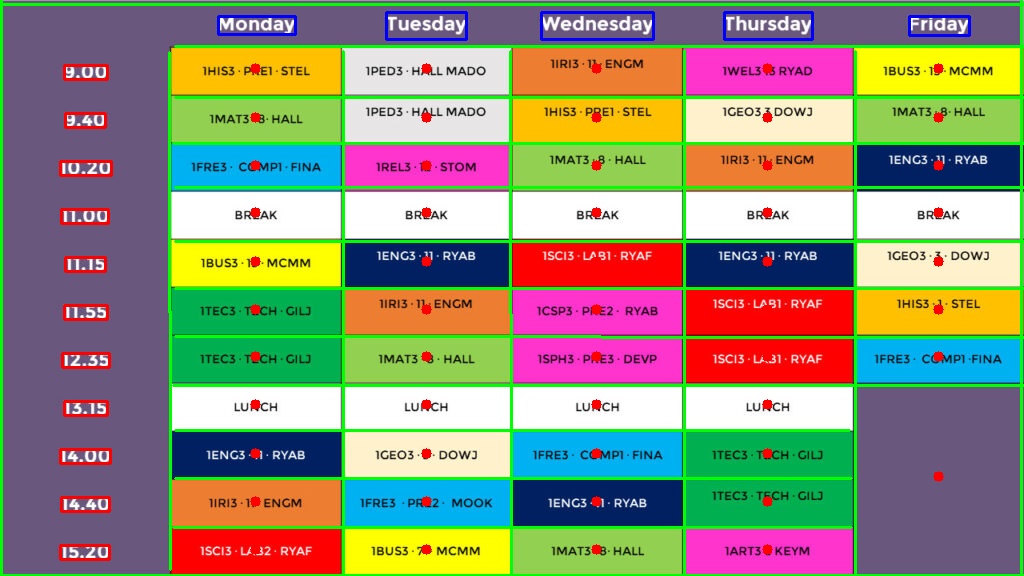 Monday Tuesday Wednesday Thursday Friday
9.00 1HIS3 · PRE1 · STEL 1PED3 · HALL MADO 1IRI3 · 11 · ENGM 1WEL3 3 RYAD 1BUS3 · MCMM
9.40 1MAT3 · 8 · HALL 1PED3 · HALL MADO 1HIS3 · PRE1 · STEL 1GEO3 3 DOWJ 1MAT3 · 8 · HALL
10.20 1FRE3 · COMP1 · FINA 1REL3 · STOM 1MAT3 · 8 · HALL 1IRI3 · 11 · ENGM 1ENG3 · 11 · RYAB
11.00 BREAK BREAK BREAK BREAK BREAK
11.15 1BUS3 · MCMM 1ENG3 · 11 · RYAB 1SCI3 · LAB1 · RYAF 1ENG3 · 11 · RYAB 1GEO3 · 3 · DOWJ
11.55 1TEC3 · TECH · GILJ 1IRI3 · 11 · ENGM 1CSP3 · PRE2 · RYAB 1SCI3 · LAB1 · RYAF 1HIS3 · 1 · STEL
12.35 1TEC3 · TECH · GILJ 1MAT3 · 8 · HALL 1SPH3 · PRE3 · DEVP 1SCI3 · LAB1 · RYAF 1FRE3 · COMP1 · FINA
13.15 LUNCH LUNCH LUNCH LUNCH
14.00 1ENG3 · 11 · RYAB 1GEO3 · DOWJ 1FRE3 · COMP1 · FINA 1TEC3 · TECH · GILJ
14.40 1IRI3 · ENGM 1FRE3 · PRE2 · MOOK 1ENG3 · 11 · RYAB 1TEC3 · TECH · GILJ
15.20 1SCI3 · LAB2 · RYAF 1BUS3 · 7 · MCMM 1MAT3 · 8 · HALL 1ART3 · KEYM